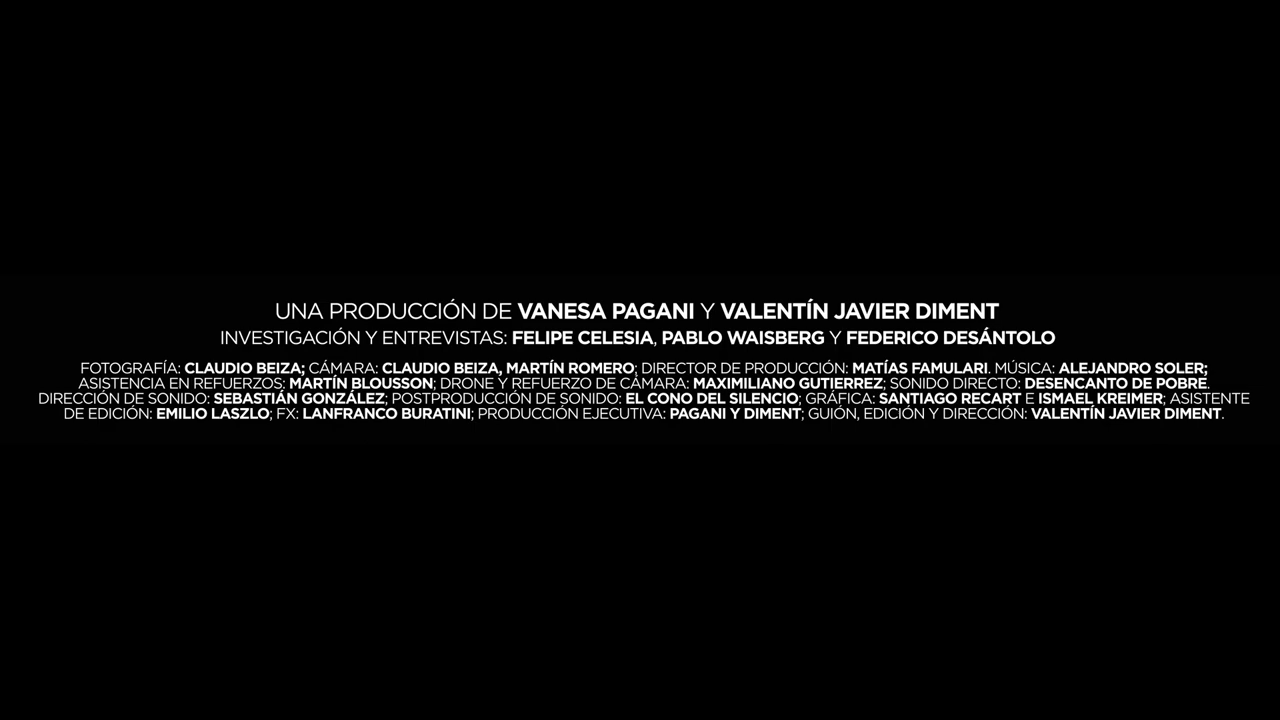 UNA PRODUCCIÓN DE VANESA PAGANI Y VALENTÍN JAVIER DIMENT
INVESTIGACIÓN Y ENTREVISTAS: FELIPE CELESIA, PABLO WAISBERG Y FEDERICO DESÁNTOLO
FOTOGRAFÍA: CLAUDIO BEIZA; CÁMARA: CLAUDIO BEIZA, MARTÍN ROMERO; DIRECTOR DE PRODUCCIÓN: MATÍAS FAMULARI. MÚSICA: ALEJANDRO SOLER;
ASISTENCIA EN REFUERZOS: MARTÍN BLOUSSON; DRONE Y REFUERZO DE CÁMARA: MAXIMILIANO GUTIERREZ; SONIDO DIRECTO: DESENCANTO DE POBRE.
DIRECCIÓN DE SONIDO: SEBASTIÁN GONZÁLEZ; POSTPRODUCCIÓN DE SONIDO: EL CONO DEL SILENCIO; GRÁFICA: SANTIAGO RECART E ISMAEL KREIMER; ASISTENTE
DE EDICIÓN: EMILIO LASZLO; FX: LANFRANCO BURATINI; PRODUCCIÓN EJECUTIVA: PAGANI Y DIMENT; GUIÓN, EDICIÓN Y DIRECCIÓN: VALENTÍN JAVIER DIMENT.